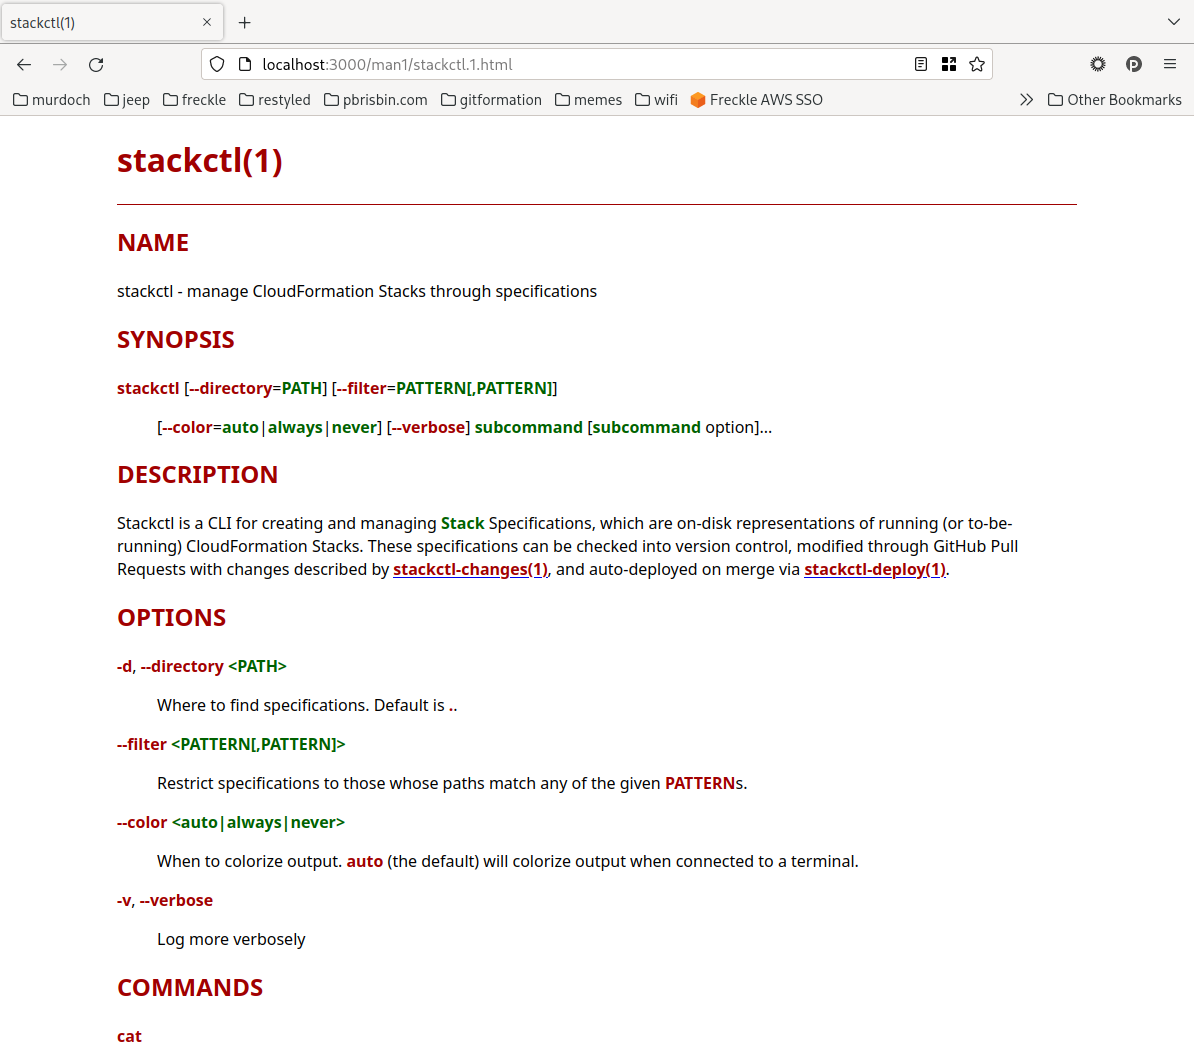 stackctl(1)
localhost:3000/man1/stackctl.1.html
murdoch jeep freckle restyled pbrisbin.com gitformation memes wifi Freckle AWS SSO Other Bookmarks
stackctl(1)
NAME
stackctl - manage CloudFormation Stacks through specifications
SYNOPSIS
stackctl [--directory=PATH] [--filter=PATTERN[,PATTERN]]
[--color=auto|always|never] [--verbose] subcommand [subcommand option]...
DESCRIPTION
Stackctl is a CLI for creating and managing Stack Specifications, which are on-disk representations of running (or to-be-
running) CloudFormation Stacks. These specifications can be checked into version control, modified through GitHub Pull
Requests with changes described by stackctl-changes(1), and auto-deployed on merge via stackctl-deploy(1).
OPTIONS
-d, --directory <PATH>
Where to find specifications. Default is ..
--filter <PATTERN[,PATTERN]>
Restrict specifications to those whose paths match any of the given PATTERNs.
--color <auto|always|never>
When to colorize output. auto (the default) will colorize output when connected to a terminal.
-v, --verbose
Log more verbosely
COMMANDS
cat